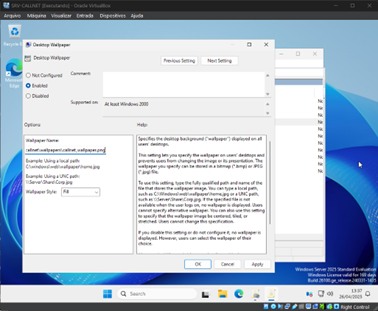 SRV-CALLNET [Executando] - Oracle VirtualBox
Arquivo Máquina Visualizar Entrada Dispositivos Ajuda
Desktop Wallpaper
Desktop Wallpaper
Previous Setting
Next Setting
Not Configured
Comment:
Enabled
Disabled
Supported on:
At least Windows 2000
Options:
Help:
Wallpaper Name:
callnet\wallpapers\callnet_wallpaper.png
Example: Using a local path:
C:\windows\web\wallpaper\home.jpg
Example: Using a UNC path:
\\Server\Share\Corp.jpg
Wallpaper Style:
Fill
Specifies the desktop background ("wallpaper") displayed on all
users' desktops.
This setting lets you specify the wallpaper on users' desktops and
prevents users from changing the image or its presentation. The
wallpaper you specify can be stored in a bitmap (*.bmp) or JPEG
(*.jpg) file.
To use this setting, type the fully qualified path and name of the
file that stores the wallpaper image. You can type a local path,
such as C:\windows\web\wallpaper\home.jpg or a UNC path,
such as \\Server\Share\Corp.jpg. If the specified file is not
available when the user logs on, no wallpaper is displayed. Users
cannot specify alternative wallpaper. You can also use this setting
to specify that the wallpaper image be centered, tiled, or
stretched. Users cannot change this specification.
If you disable this setting or do not configure it, no wallpaper is
displayed. However, users can select the wallpaper of their
choice.
OK
Cancel
Apply
No
No
No
No
No
No
Windows Server 2025 Standard Evaluation
Windows License valid for 180 days
Search
13:37
26/04/2025
Right Control